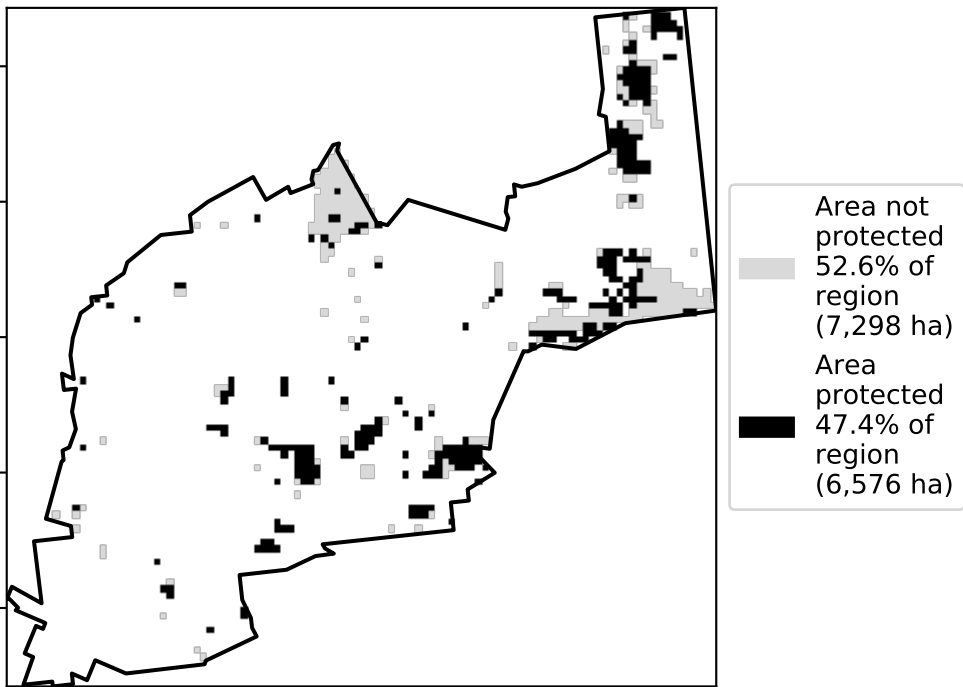 Area not
protected
52.6% of
region
(7,298 ha)
Area
protected
47.4% of
region
(6,576 ha)